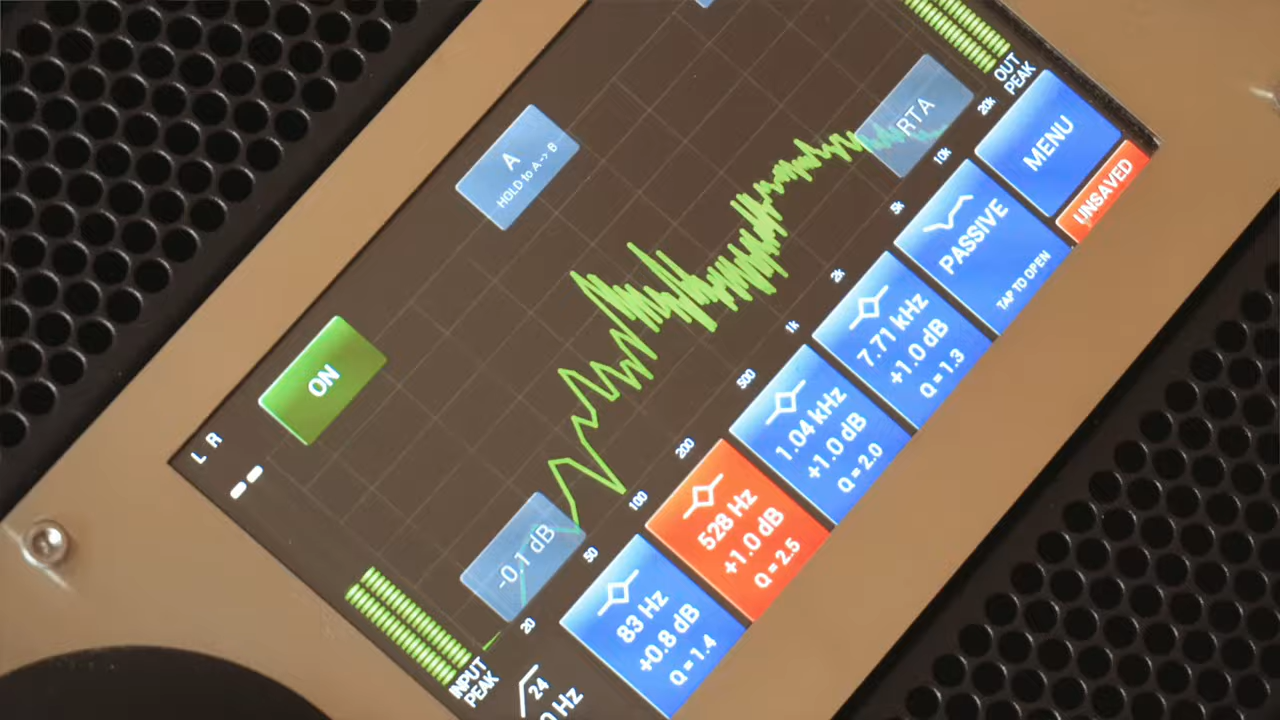 OUT
PEAK
RTA
A
HOLD to A -> B
ON
L R
-0.1 dB
INPUT
PEAK
20
50
100
200
500
1k
2k
5k
10k
20k
24
0 Hz
83 Hz
+0.8 dB
Q = 1.4
528 Hz
+1.0 dB
Q = 2.5
1.04 kHz
+1.0 dB
Q = 2.0
7.71 kHz
+1.0 dB
Q = 1.3
PASSIVE
TAP TO OPEN
MENU
UNSAVED